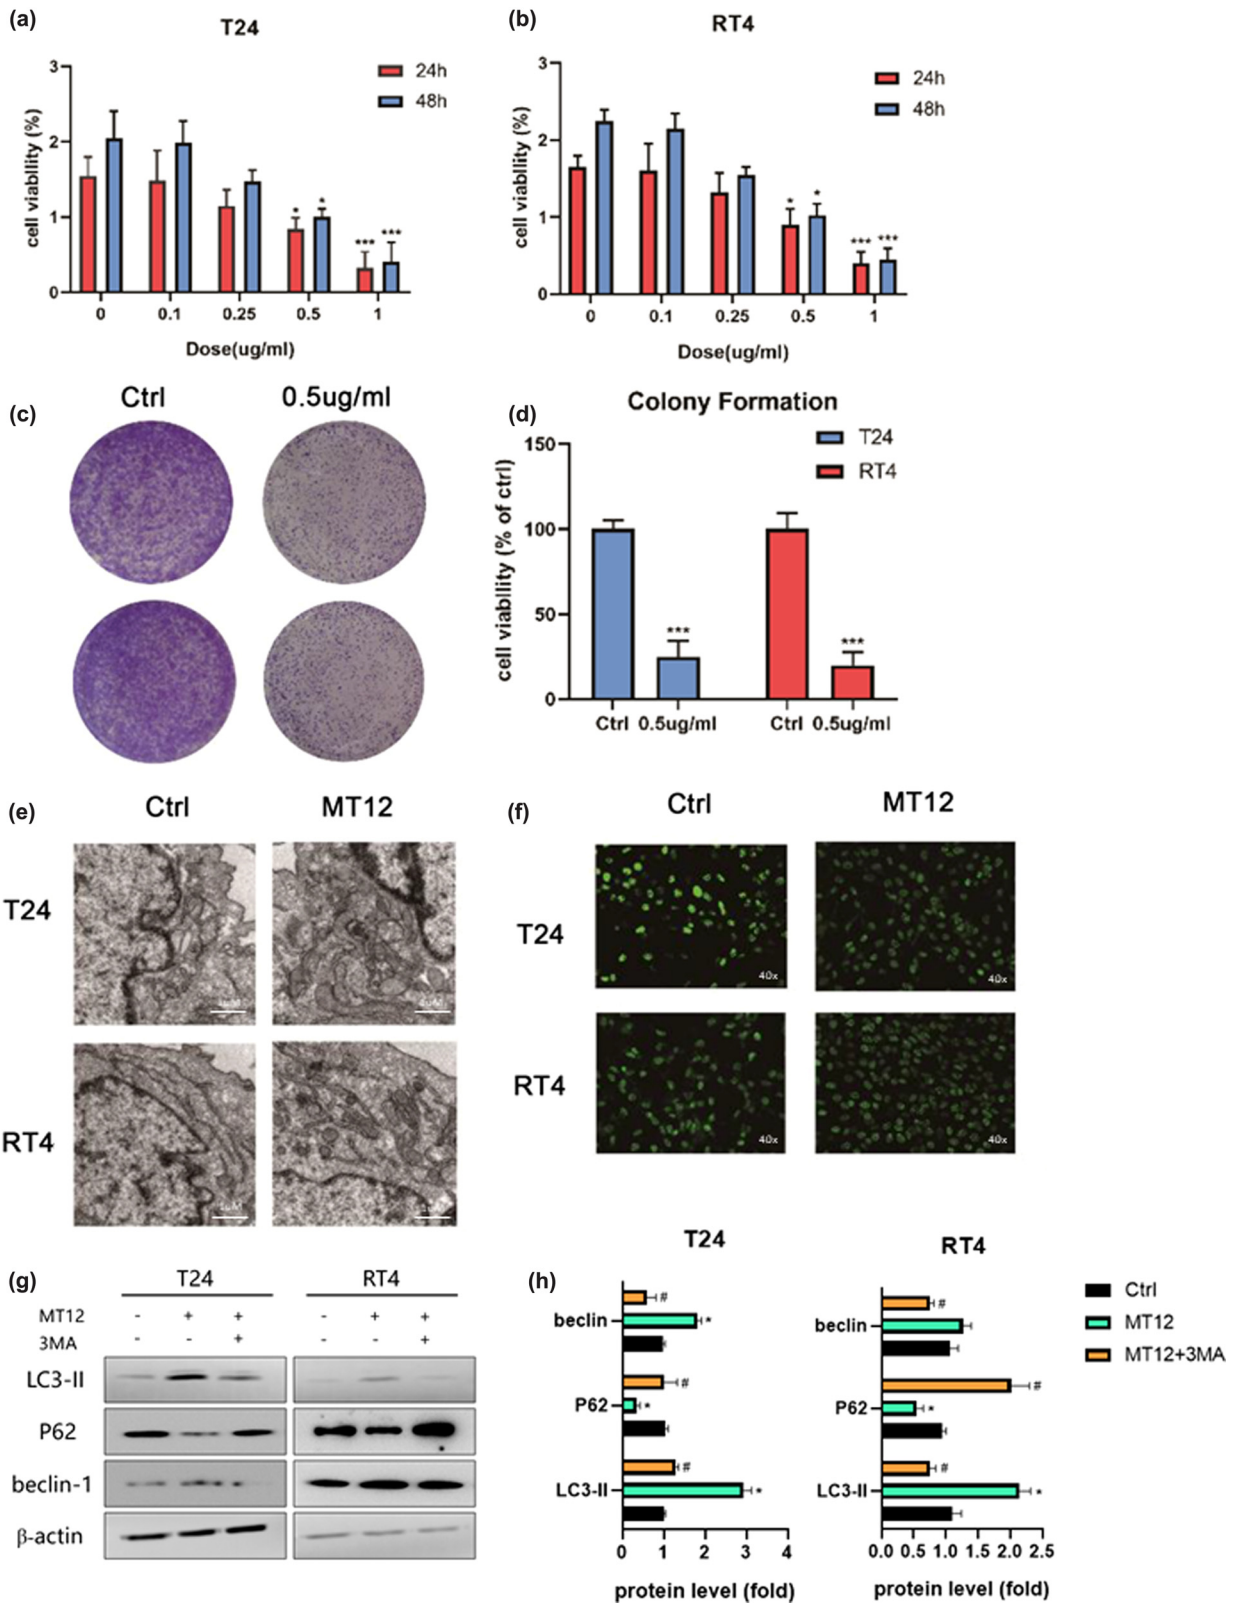 (a)
T24
24h
48h
cell viability (%)
3
2
1
0
*
*
***
***
0 0.1 0.25 0.5 1
Dose(ug/ml)
(b)
RT4
24h
48h
cell viability (%)
3
2
1
0
*
*
***
***
0 0.1 0.25 0.5 1
Dose(ug/ml)
(c)
Ctrl 0.5ug/ml
(d)
Colony Formation
T24
RT4
cell viability (% of ctrl)
150
100
50
0
***
***
Ctrl 0.5ug/ml Ctrl 0.5ug/ml
(e)
Ctrl MT12
T24
RT4
(f)
Ctrl MT12
T24
40x
40x
RT4
40x
40x
(g)
T24 RT4
MT12 - + + - + +
3MA - - + - - +
LC3-II
P62
beclin-1
β-actin
(h)
T24
beclin
#
*
P62
#
*
LC3-II
#
*
0 1 2 3 4
protein level (fold)
RT4
beclin
#
P62
#
*
LC3-II
#
*
0.0 0.5 1.0 1.5 2.0 2.5
protein level (fold)
Ctrl
MT12
MT12+3MA